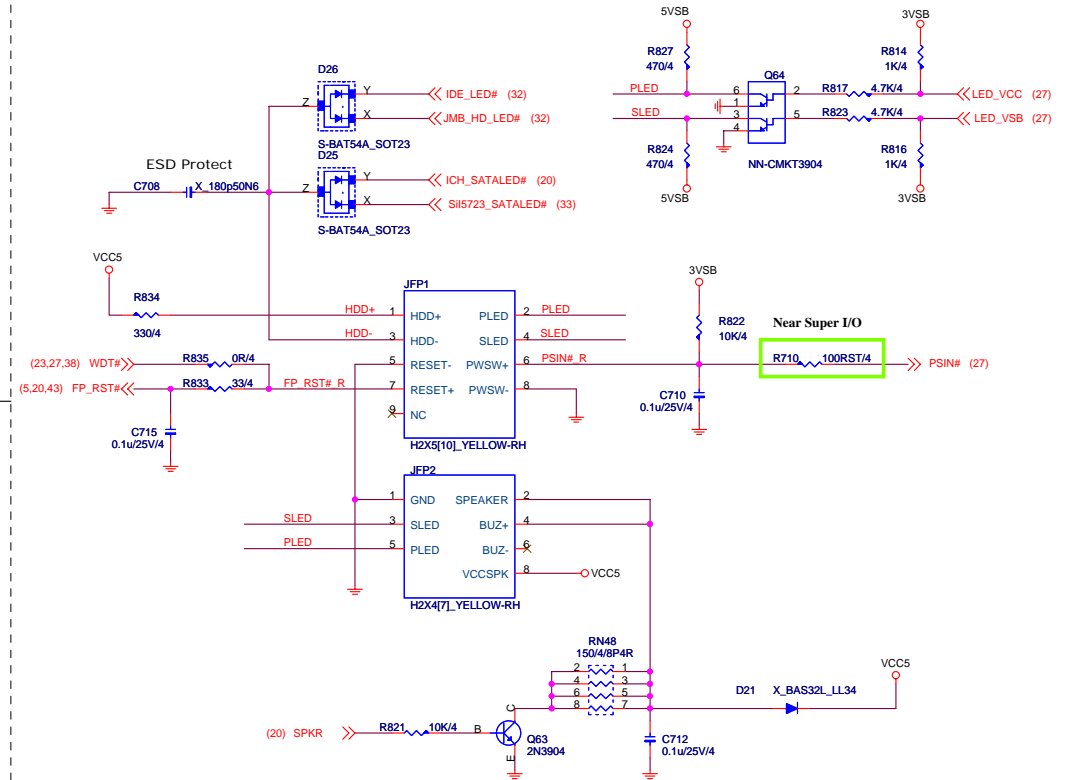 5VSB
3VSB
R827
470/4
R814
1K/4
Q64
PLED
6
1
2
R817
4.7K/4
LED_VCC (27)
SLED
3
4
5
R823
4.7K/4
LED_VSB (27)
R824
470/4
NN-CMKT3904
R816
1K/4
5VSB
3VSB
D26
Z
Y
IDE_LED# (32)
X
JMB_HD_LED# (32)
S-BAT54A_SOT23
D25
ESD Protect
C708
X_180p50N6
Z
Y
ICH_SATALED# (20)
X
SiI5723_SATALED# (33)
S-BAT54A_SOT23
VCC5
R834
330/4
JFP1
HDD+
1
HDD+
PLED
2
PLED
HDD-
3
HDD-
SLED
4
SLED
(23,27,38) WDT#
R835
0R/4
5
RESET-
PWSW+
6
PSIN#_R
(5,20,43) FP_RST#
R833
33/4
FP_RST#_R
7
RESET+
PWSW-
8
9
NC
H2X5[10]_YELLOW-RH
C715
0.1u/25V/4
3VSB
R822
10K/4
Near Super I/O
R710
100RST/4
PSIN# (27)
C710
0.1u/25V/4
JFP2
1
GND
SPEAKER
2
SLED
3
SLED
BUZ+
4
PLED
5
PLED
BUZ-
6
VCCSPK
8
VCC5
H2X4[7]_YELLOW-RH
RN48
150/4/8P4R
2
1
4
3
6
5
8
7
D21
X_BAS32L_LL34
VCC5
(20) SPKR
R821
10K/4
B
C
E
Q63
2N3904
C712
0.1u/25V/4